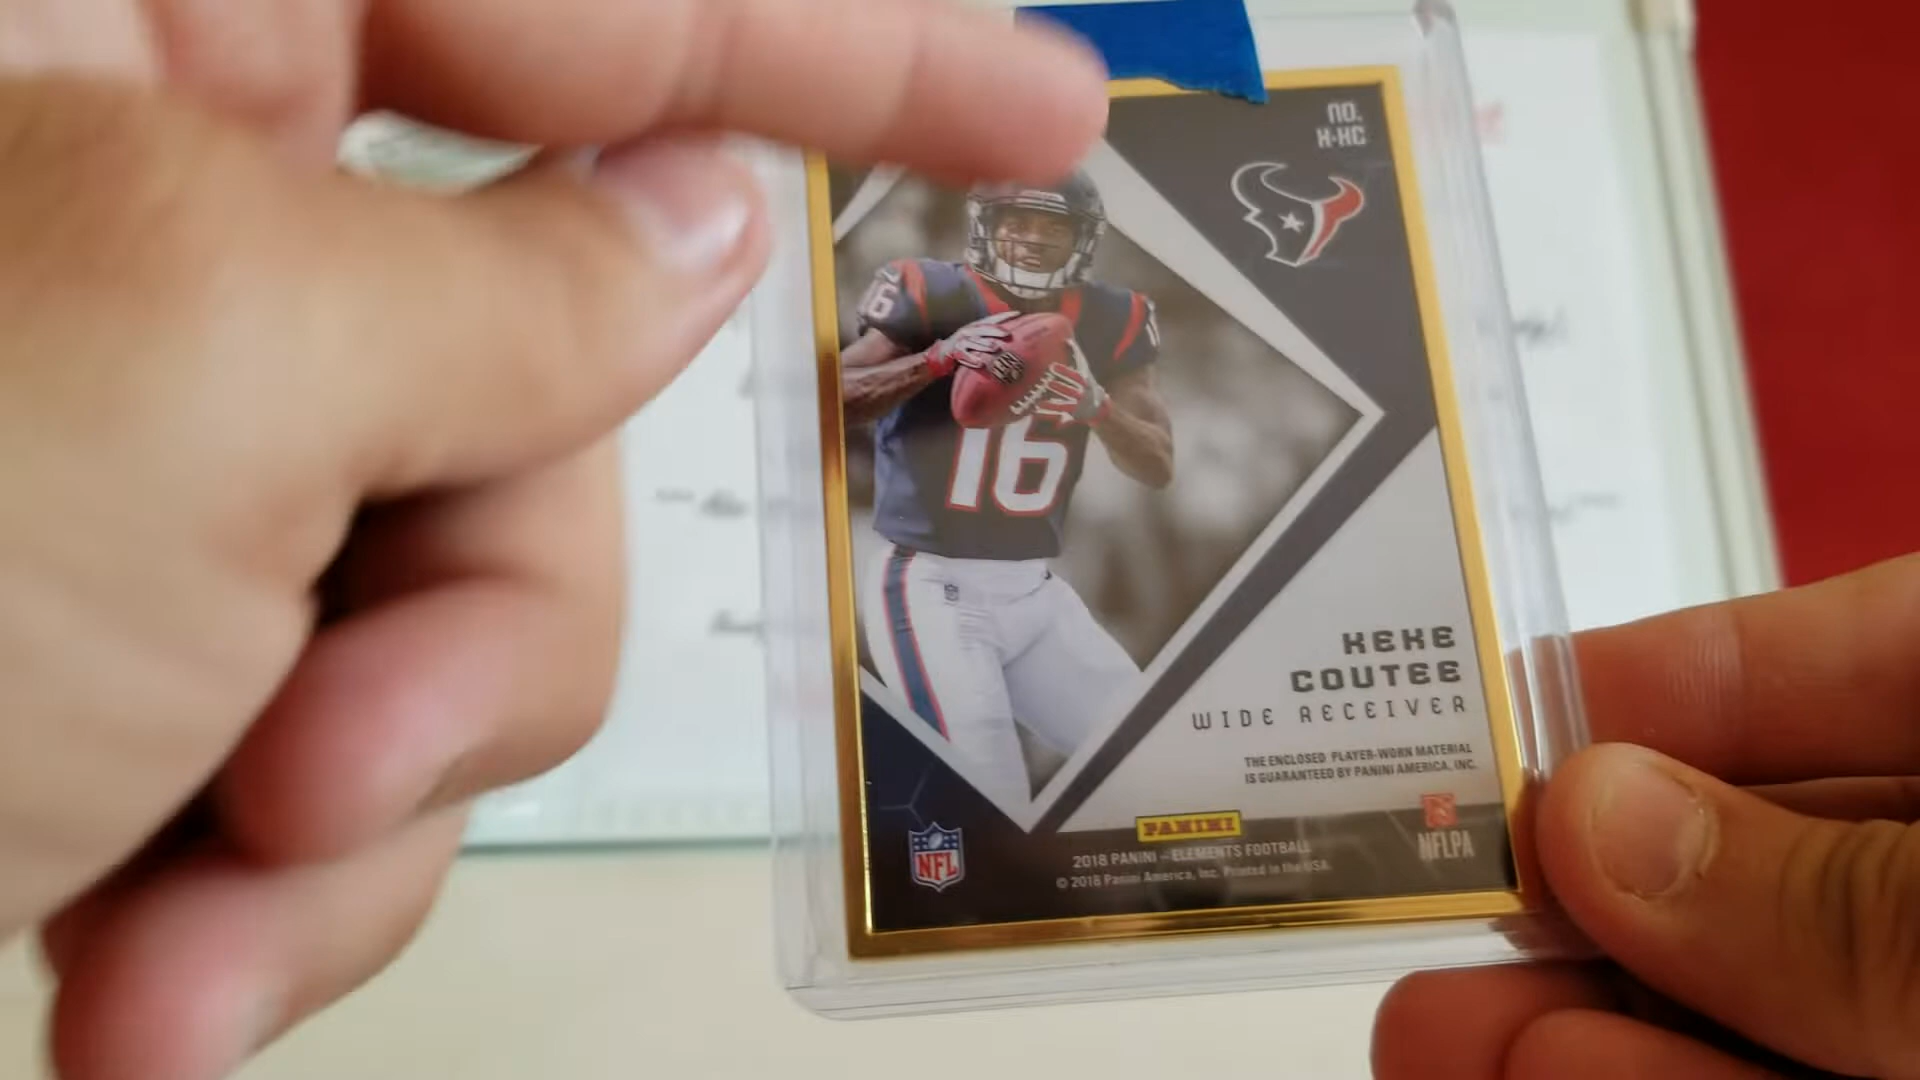 NO.
K-KC
16
16
16
KEKE
COUTEE
WIDE RECEIVER
THE ENCLOSED PLAYER-WORN MATERIAL
IS GUARANTEED BY PANINI AMERICA, INC.
PANINI
NFL
NFLPA
2018 PANINI – ELEMENTS FOOTBALL
© 2018 Panini America, Inc. Printed in the USA.